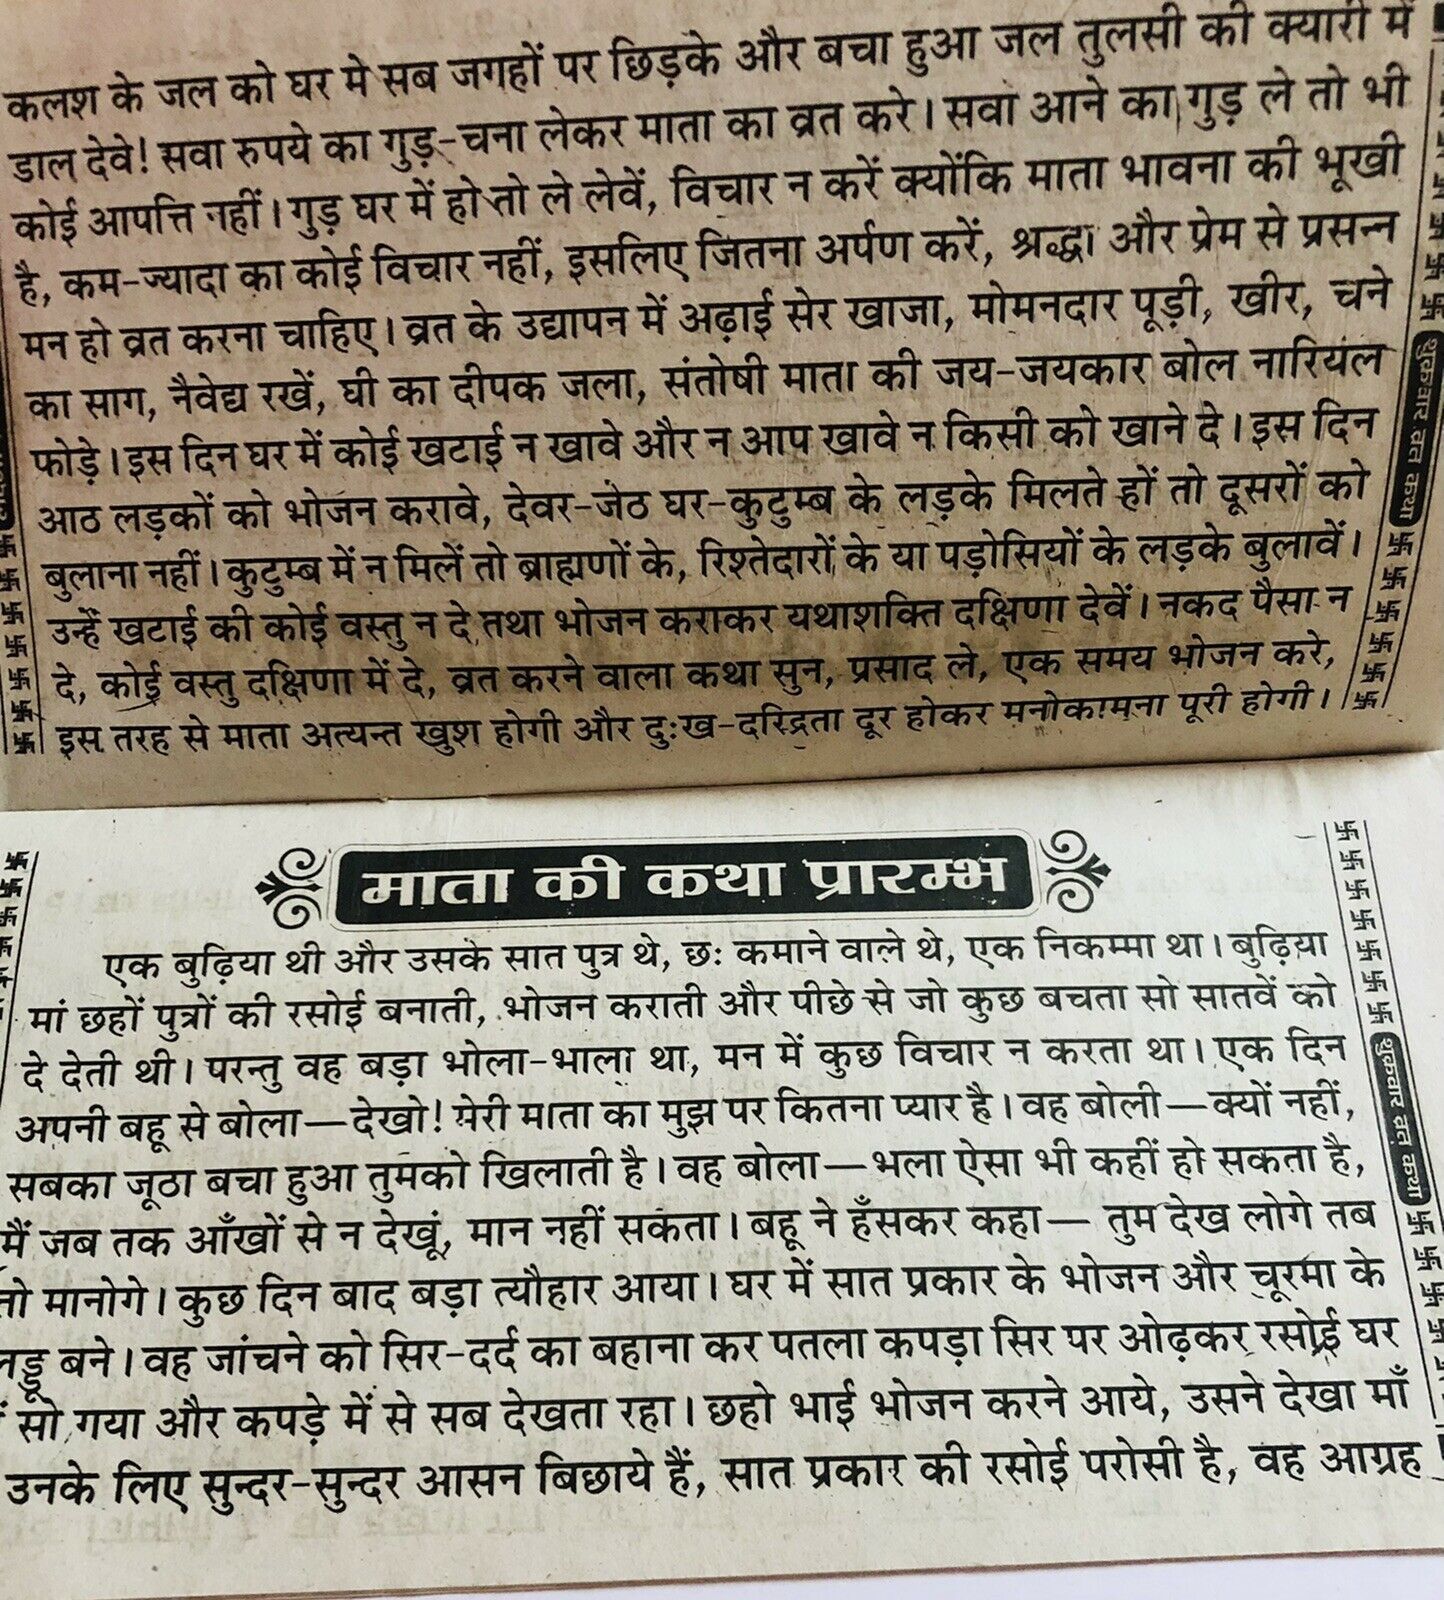 कलश के जल को घर मे सब जगहों पर छिड़के और बचा हुआ जल तुलसी की क्यारी में
डाल देवे! सवा रुपये का गुड़-चना लेकर माता का व्रत करे। सवा आने का गुड़ ले तो भी
कोई आपत्ति नहीं। गुड़ घर में हो तो ले लेवें, विचार न करें क्योंकि माता भावना की भूखी
है, कम-ज्यादा का कोई विचार नहीं, इसलिए जितना अर्पण करें, श्रद्धा और प्रेम से प्रसन्न
मन हो व्रत करना चाहिए। व्रत के उद्यापन में अढ़ाई सेर खाजा, मोमनदार पूड़ी, खीर, चने
का साग, नैवेद्य रखें, घी का दीपक जला, संतोषी माता की जय-जयकार बोल नारियल
फोड़े। इस दिन घर में कोई खटाई न खावे और न आप खावे न किसी को खाने दे। इस दिन
आठ लड़कों को भोजन करावे, देवर-जेठ घर-कुटुम्ब के लड़के मिलते हों तो दूसरों को
बुलाना नहीं। कुटुम्ब में न मिलें तो ब्राह्मणों के, रिश्तेदारों के या पड़ोसियों के लड़के बुलावें।
उन्हें खटाई की कोई वस्तु न दे तथा भोजन कराकर यथाशक्ति दक्षिणा देवें। नकद पैसा न
दे, कोई वस्तु दक्षिणा में दे, व्रत करने वाला कथा सुन, प्रसाद ले, एक समय भोजन करे,
इस तरह से माता अत्यन्त खुश होगी और दुःख-दरिद्रता दूर होकर मनोकामना पूरी होगी।
शुक्रवार व्रत कथा
माता की कथा प्रारम्भ
एक बुढ़िया थी और उसके सात पुत्र थे, छः कमाने वाले थे, एक निकम्मा था। बुढ़िया
मां छहों पुत्रों की रसोई बनाती, भोजन कराती और पीछे से जो कुछ बचता सो सातवें को
दे देती थी। परन्तु वह बड़ा भोला-भाला था, मन में कुछ विचार न करता था। एक दिन
अपनी बहू से बोला—देखो! मेरी माता का मुझ पर कितना प्यार है। वह बोली—क्यों नहीं,
सबका जूठा बचा हुआ तुमको खिलाती है। वह बोला—भला ऐसा भी कहीं हो सकता है,
मैं जब तक आँखों से न देखूं, मान नहीं सकता। बहू ने हँसकर कहा— तुम देख लोगे तब
तो मानोगे। कुछ दिन बाद बड़ा त्यौहार आया। घर में सात प्रकार के भोजन और चूरमा के
लड्डू बने। वह जांचने को सिर-दर्द का बहाना कर पतला कपड़ा सिर पर ओढ़कर रसोई घर
सो गया और कपड़े में से सब देखता रहा। छहो भाई भोजन करने आये, उसने देखा माँ
उनके लिए सुन्दर-सुन्दर आसन बिछाये हैं, सात प्रकार की रसोई परोसी है, वह आग्रह
शुक्रवार व्रत कथा